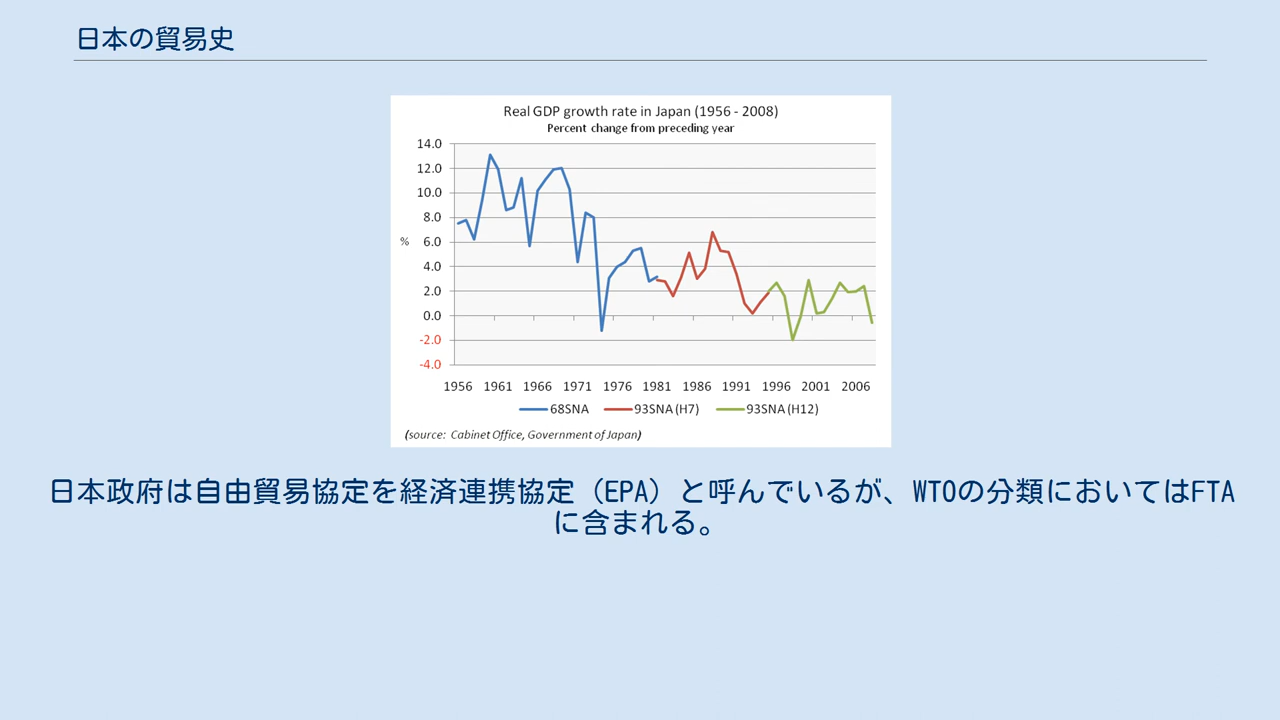 日本の貿易史
Real GDP growth rate in Japan (1956 - 2008)
Percent change from preceding year
14.0
12.0
10.0
8.0
% 6.0
4.0
2.0
0.0
-2.0
-4.0
1956 1961 1966 1971 1976 1981 1986 1991 1996 2001 2006
68SNA 93SNA (H7) 93SNA (H12)
(source: Cabinet Office, Government of Japan)
日本政府は自由貿易協定を経済連携協定（EPA）と呼んでいるが、WTOの分類においてはFTA
に含まれる。